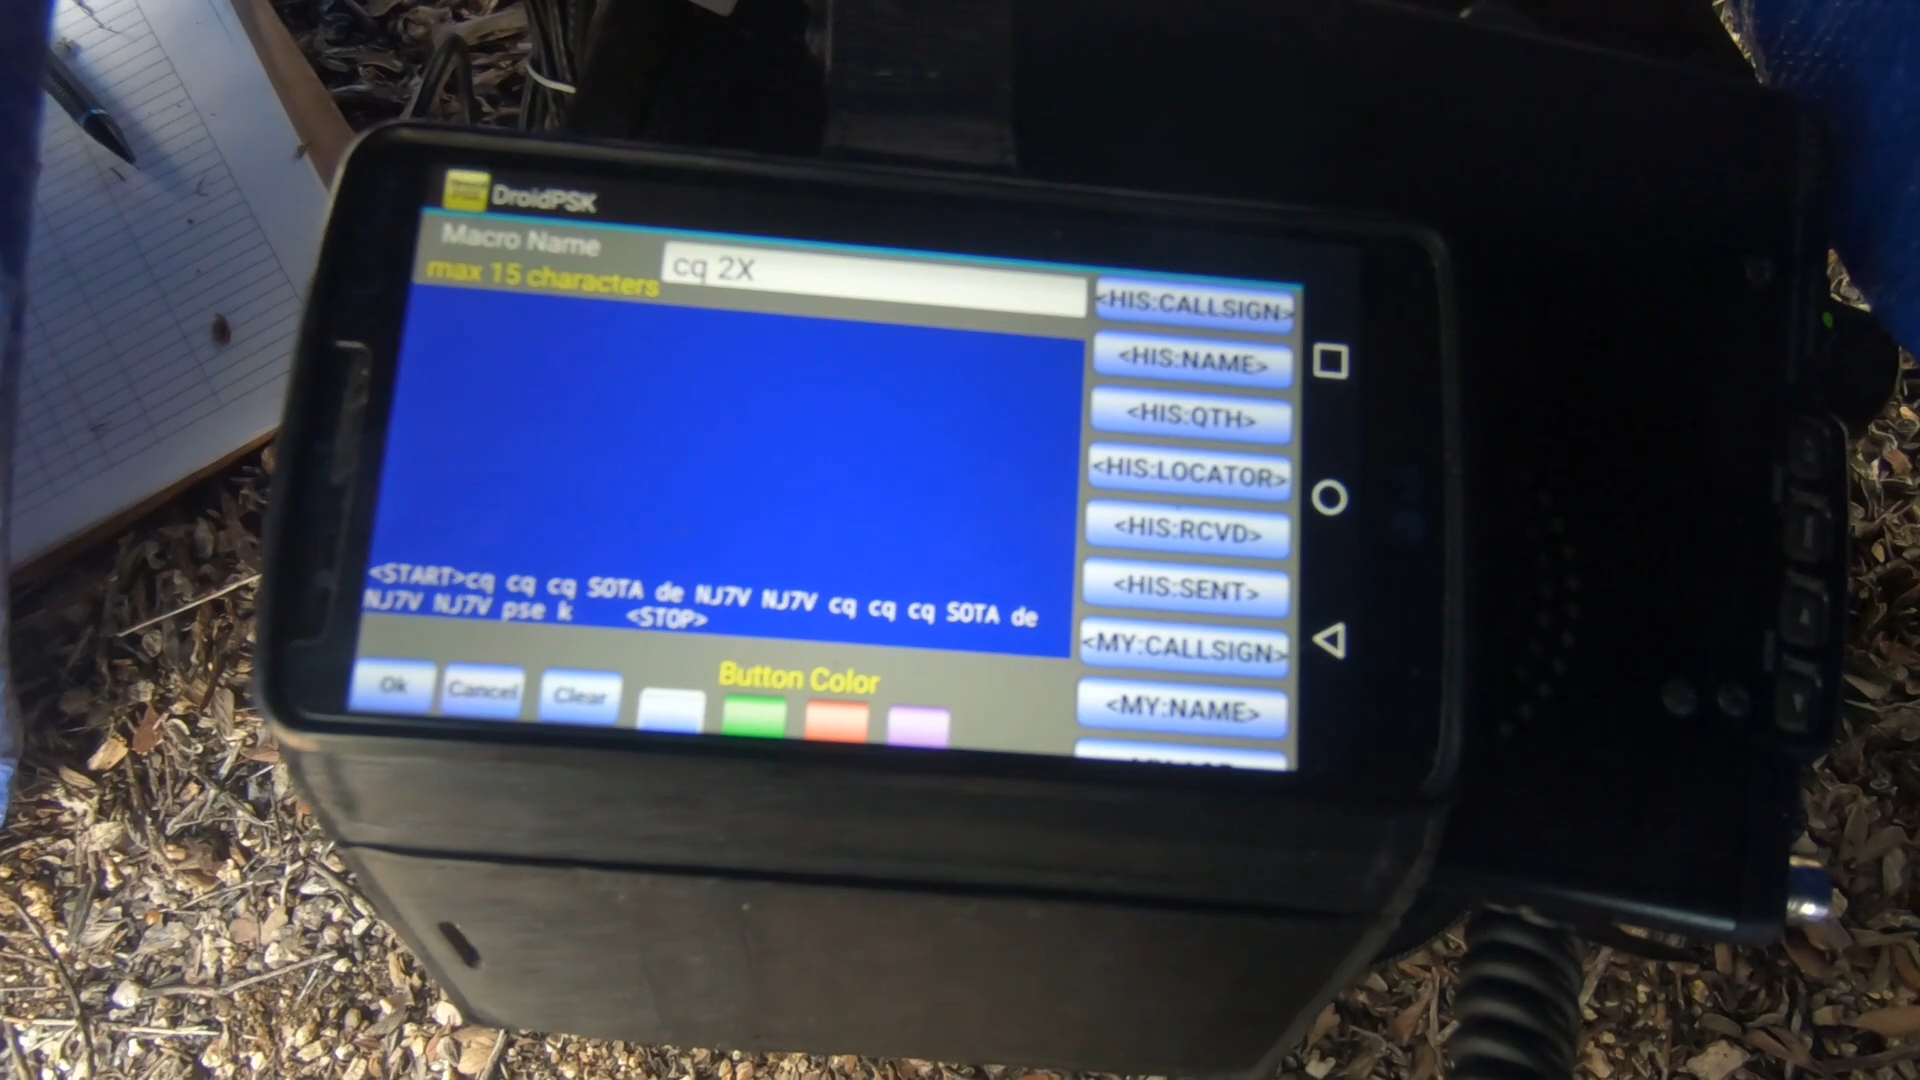 DroidPSK
Macro Name
max 15 characters
cq 2X
<HIS:CALLSIGN>
<HIS:NAME>
<HIS:QTH>
<HIS:LOCATOR>
<HIS:RCVD>
<HIS:SENT>
<MY:CALLSIGN>
<MY:NAME>
<START>cq cq cq SOTA de NJ7V NJ7V cq cq cq SOTA de
NJ7V NJ7V pse k <STOP>
Button Color
Ok
Cancel
Clear